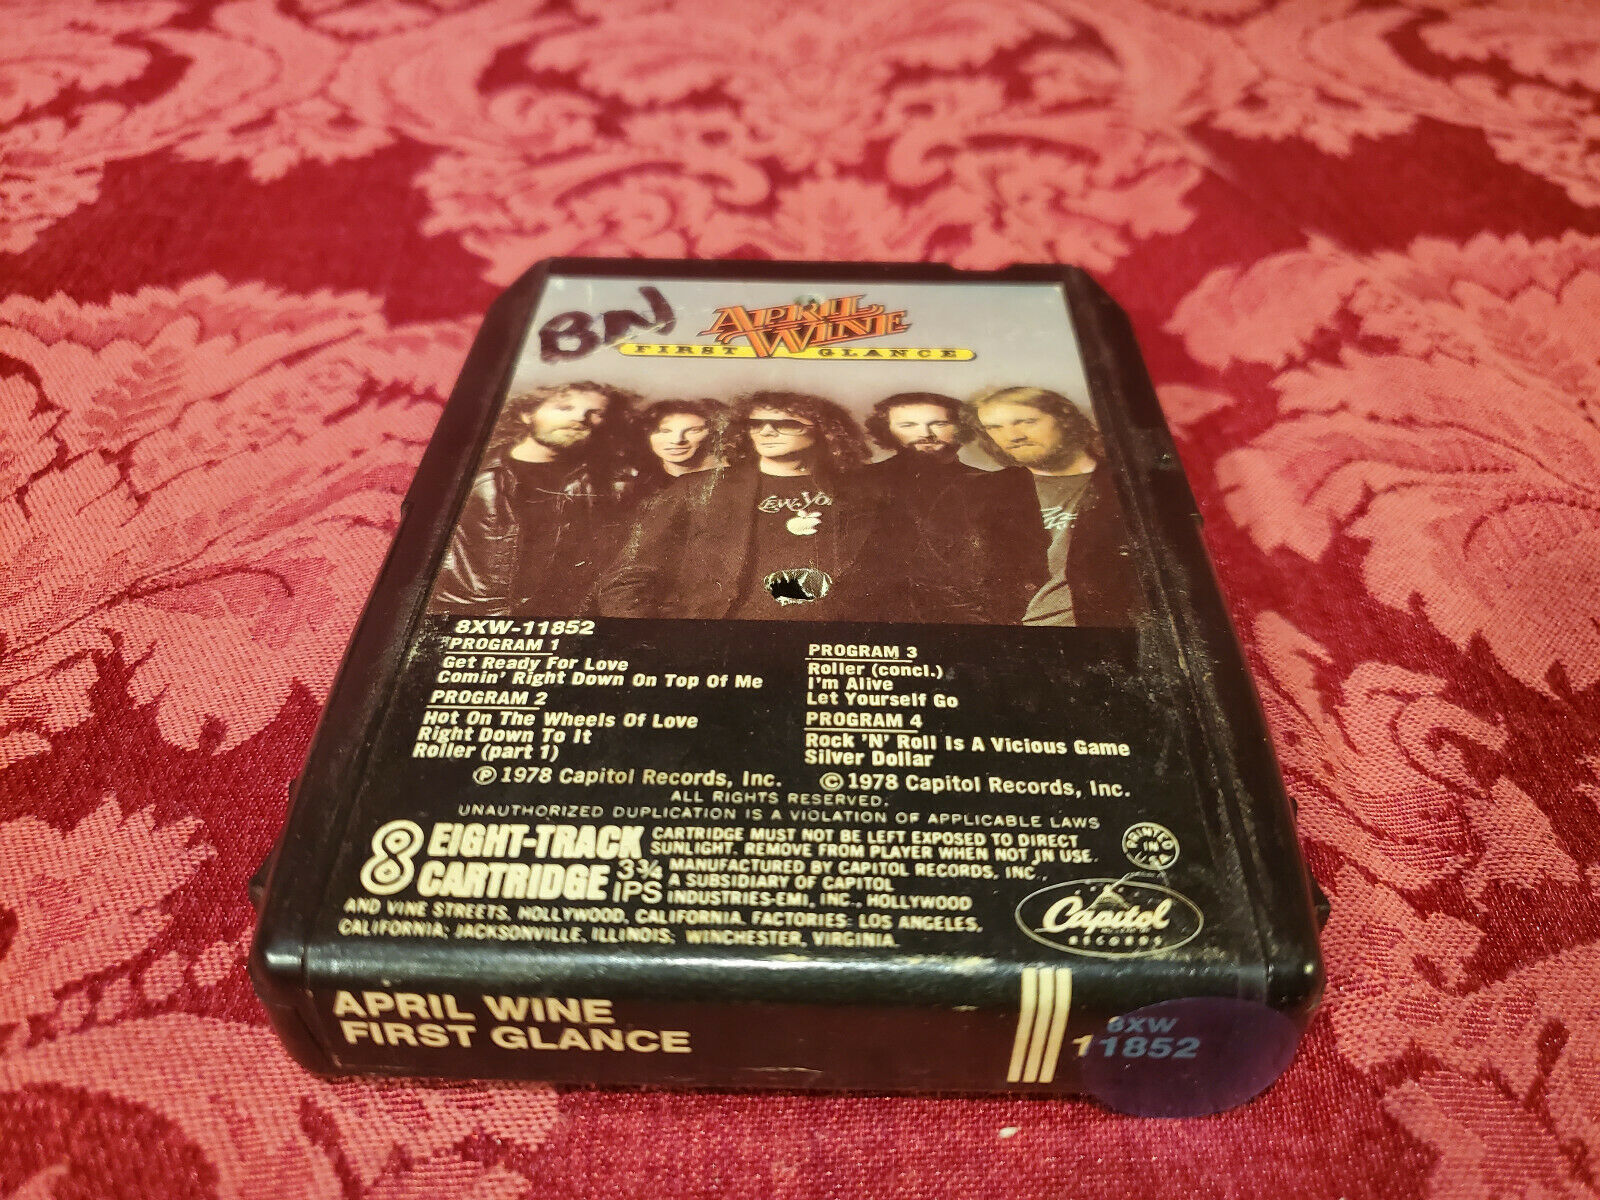 BN
APRIL
WINE
FIRST GLANCE
NEW YO
8XW-11852
PROGRAM 1
Get Ready For Love
Comin' Right Down On Top Of Me
PROGRAM 2
Hot On The Wheels Of Love
Right Down To It
Roller (part 1)
PROGRAM 3
Roller (concl.)
I'm Alive
Let Yourself Go
PROGRAM 4
Rock 'N' Roll Is A Vicious Game
Silver Dollar
℗ 1978 Capitol Records, Inc. © 1978 Capitol Records, Inc.
ALL RIGHTS RESERVED.
UNAUTHORIZED DUPLICATION IS A VIOLATION OF APPLICABLE LAWS
8 EIGHT-TRACK
CARTRIDGE 3¾
IPS
CARTRIDGE MUST NOT BE LEFT EXPOSED TO DIRECT
SUNLIGHT. REMOVE FROM PLAYER WHEN NOT IN USE.
MANUFACTURED BY CAPITOL RECORDS, INC.,
A SUBSIDIARY OF CAPITOL
INDUSTRIES-EMI, INC., HOLLYWOOD
AND VINE STREETS, HOLLYWOOD, CALIFORNIA. FACTORIES: LOS ANGELES,
CALIFORNIA; JACKSONVILLE, ILLINOIS; WINCHESTER, VIRGINIA.
PRINTED
IN
U.S.A.
Capitol
RECORDS
APRIL WINE
FIRST GLANCE
8XW
11852